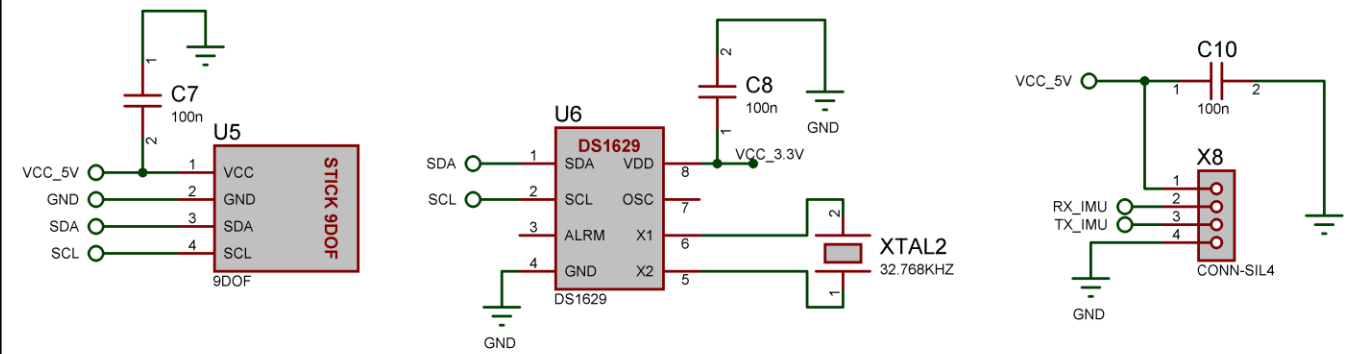 1
C7
100n
2
U5
VCC_5V
1
VCC
GND
2
GND
SDA
3
SDA
SCL
4
SCL
STICK 9DOF
9DOF
2
C8
100n
1
GND
U6
DS1629
VCC_3.3V
SDA
1
SDA
VDD
8
SCL
2
SCL
OSC
7
3
ALRM
X1
6
4
GND
X2
5
DS1629
GND
2
XTAL2
32.768KHZ
1
C10
VCC_5V
1
2
100n
X8
1
RX_IMU
2
TX_IMU
3
4
CONN-SIL4
GND